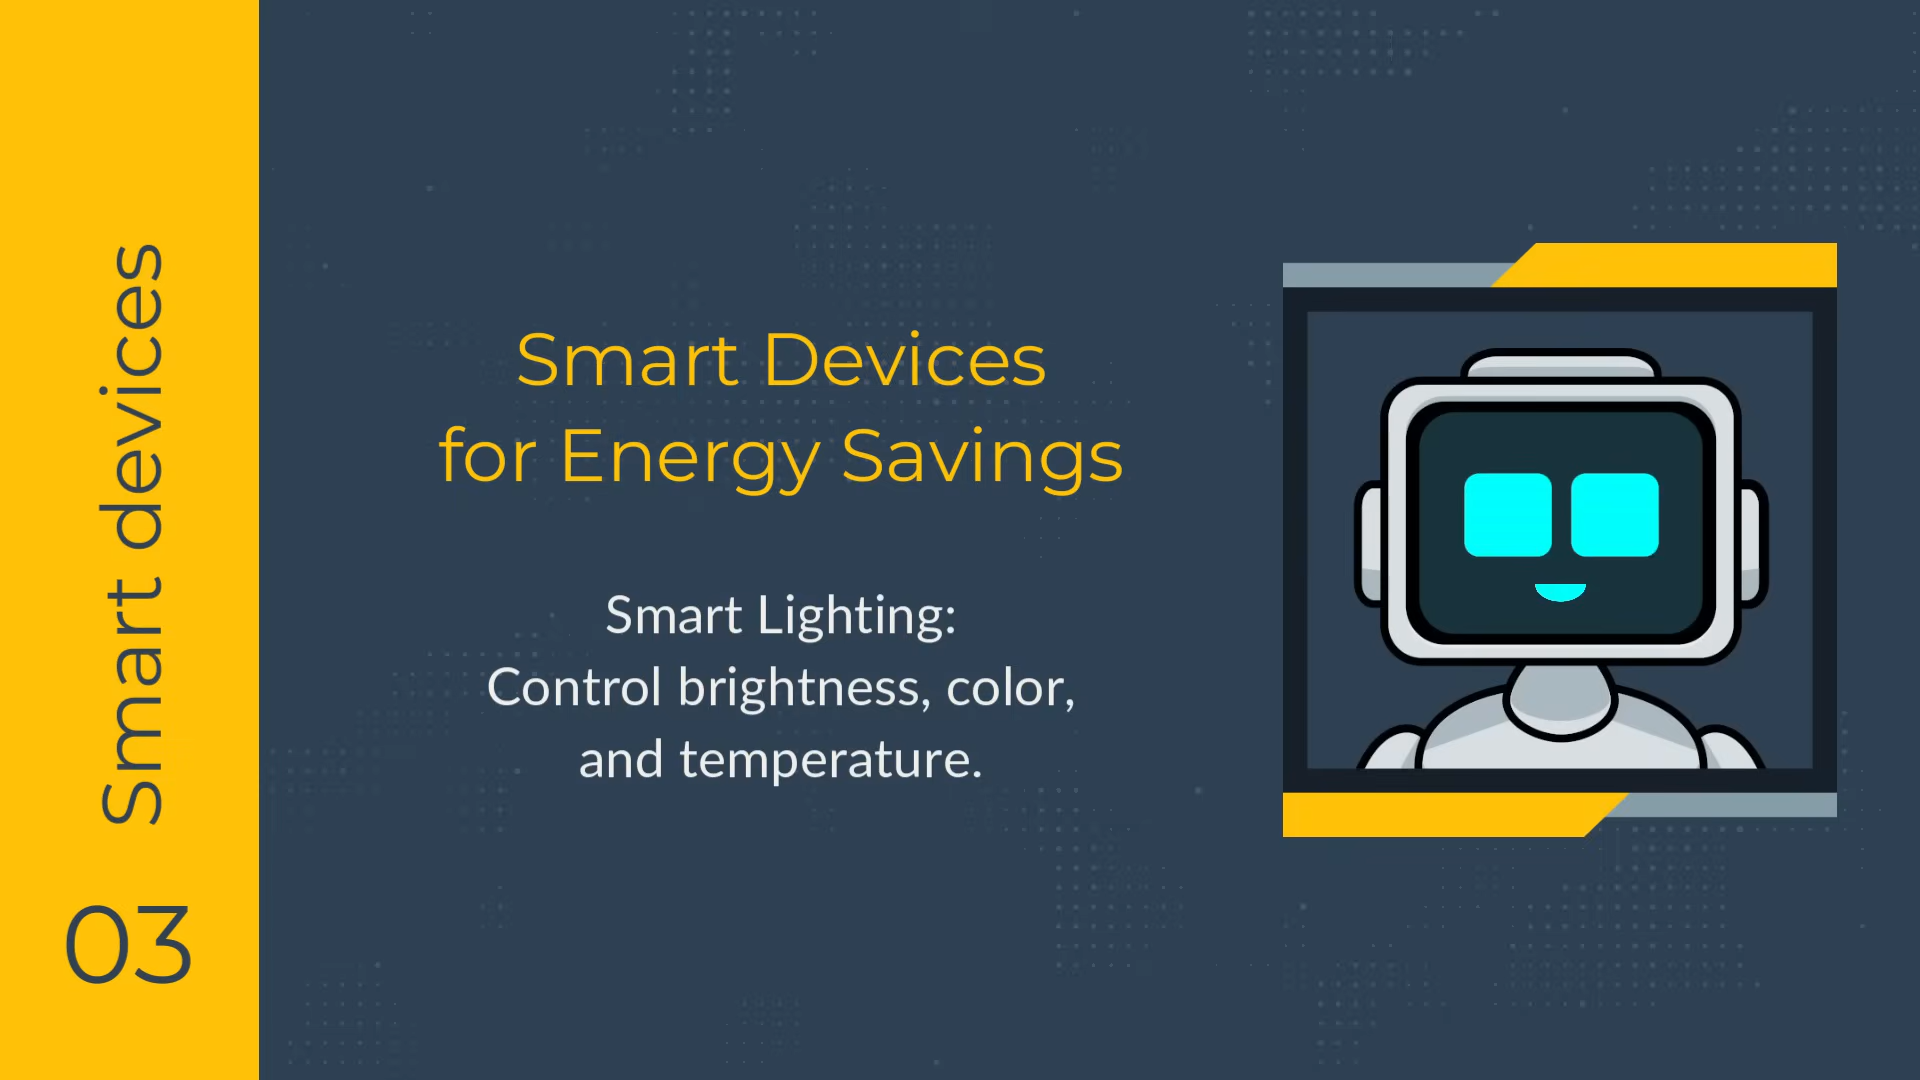 Smart devices
03
Smart Devices
for Energy Savings
Smart Lighting:
Control brightness, color,
and temperature.